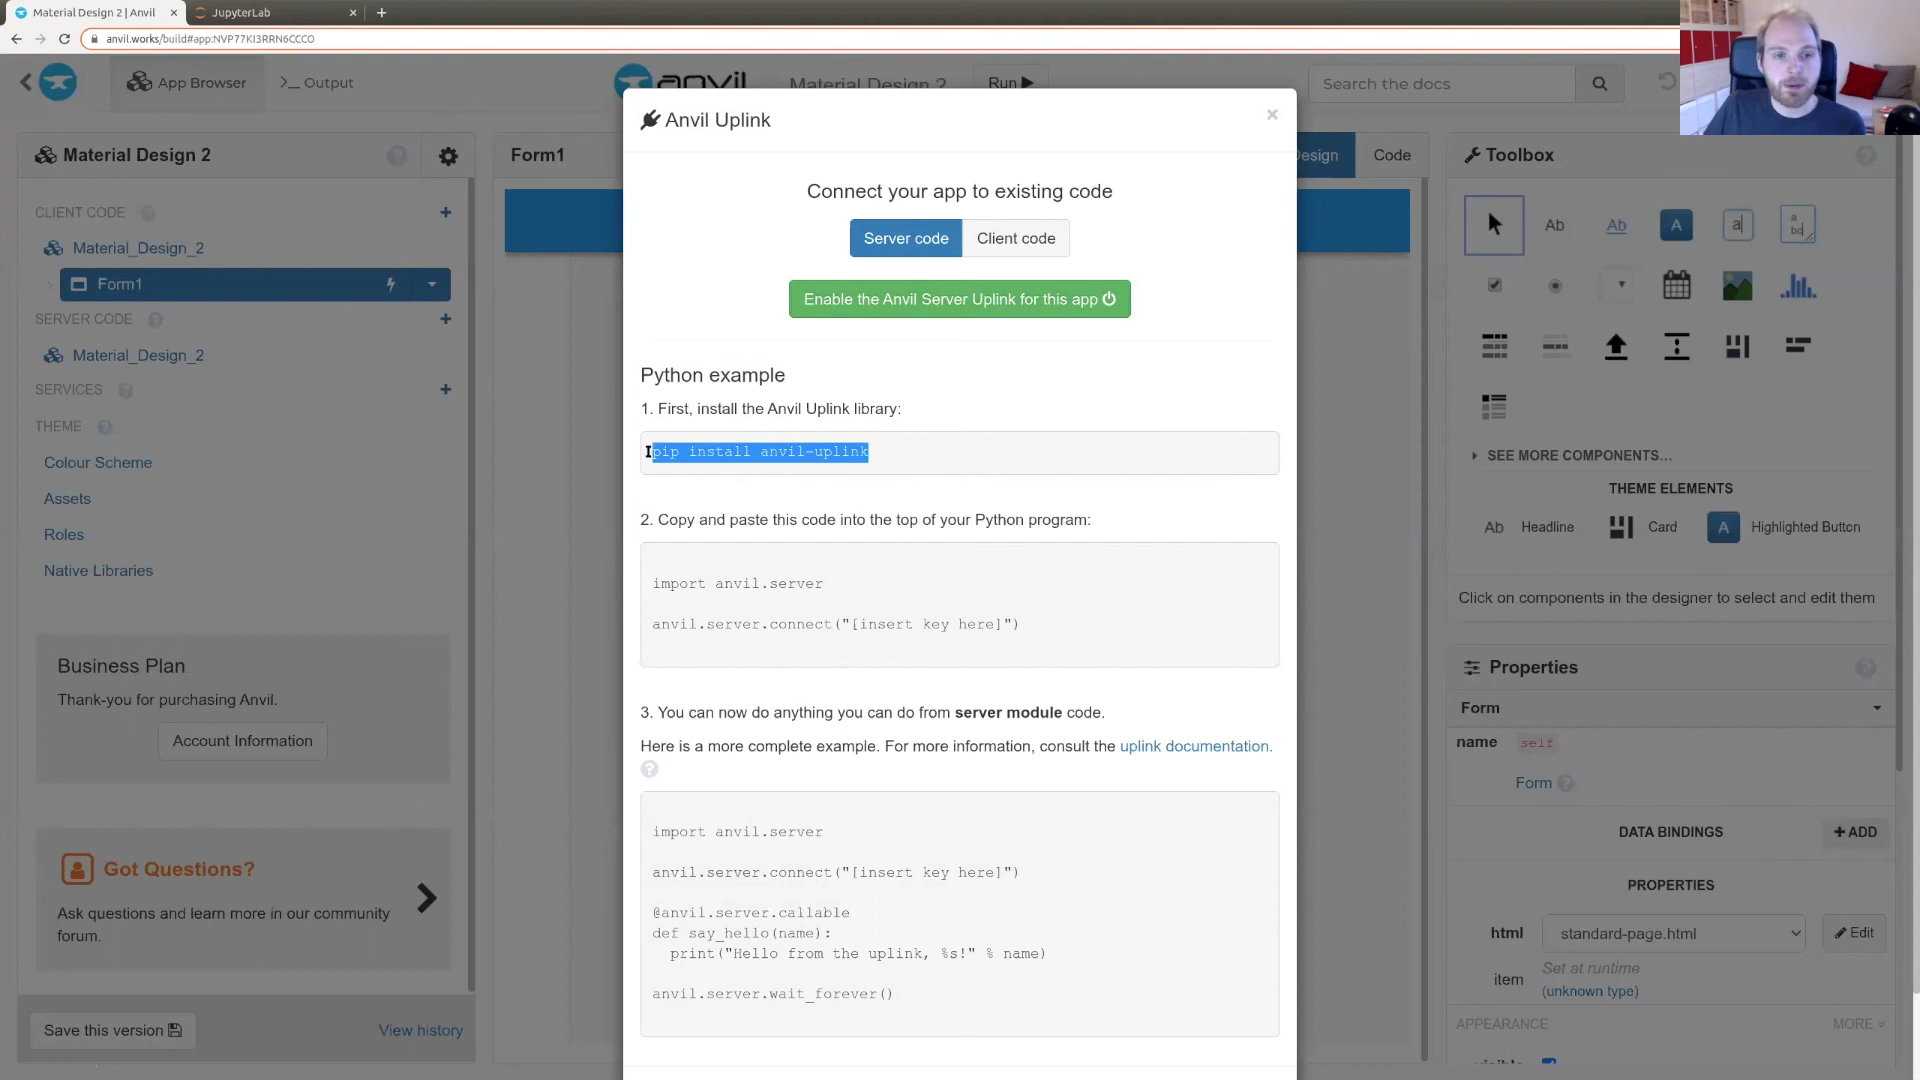 Material Design 2 | Anvil
JupyterLab
anvil.works/build#app:NVP77KI3RRN6CCCO
App Browser
>_ Output
anvil
Material Design 2
Run
Search the docs
Material Design 2
CLIENT CODE
Material_Design_2
Form1
SERVER CODE
Material_Design_2
SERVICES
THEME
Colour Scheme
Assets
Roles
Native Libraries
Business Plan
Thank-you for purchasing Anvil.
Account Information
Got Questions?
Ask questions and learn more in our community
forum.
Save this version
View history
Form1
Design
Code
Anvil Uplink
Connect your app to existing code
Server code
Client code
Enable the Anvil Server Uplink for this app
Python example
1. First, install the Anvil Uplink library:
pip install anvil-uplink
2. Copy and paste this code into the top of your Python program:
import anvil.server
anvil.server.connect("[insert key here]")
3. You can now do anything you can do from server module code.
Here is a more complete example. For more information, consult the uplink documentation.
import anvil.server
anvil.server.connect("[insert key here]")
@anvil.server.callable
def say_hello(name):
print("Hello from the uplink, %s!" % name)
anvil.server.wait_forever()
Toolbox
Ab
Ab
A
a
a
bc
SEE MORE COMPONENTS...
THEME ELEMENTS
Ab Headline
Card
A Highlighted Button
Click on components in the designer to select and edit them
Properties
Form
name self
Form
DATA BINDINGS
+ ADD
PROPERTIES
html standard-page.html Edit
item Set at runtime
(unknown type)
APPEARANCE
MORE